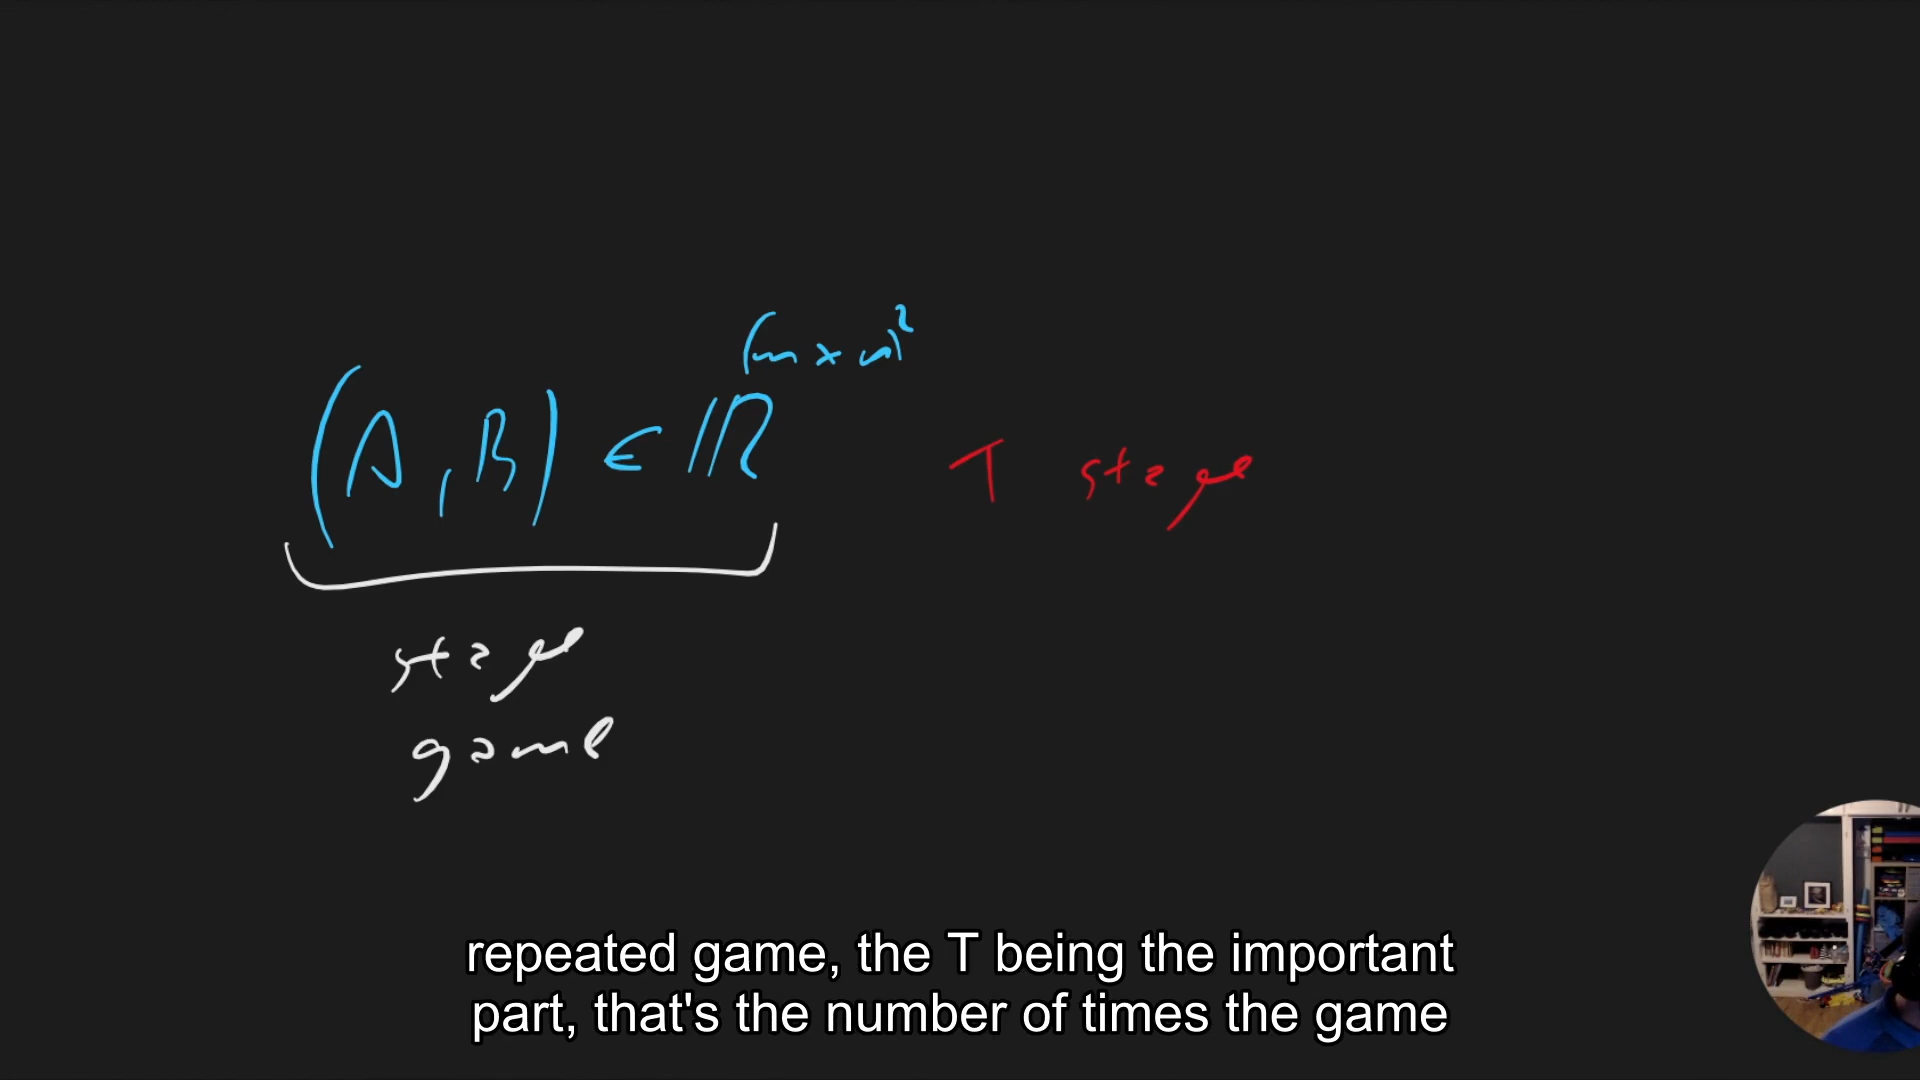 (A, B) ∈ ℝ^(m × n)²
T stage
stage
game
repeated game, the T being the important
part, that's the number of times the game